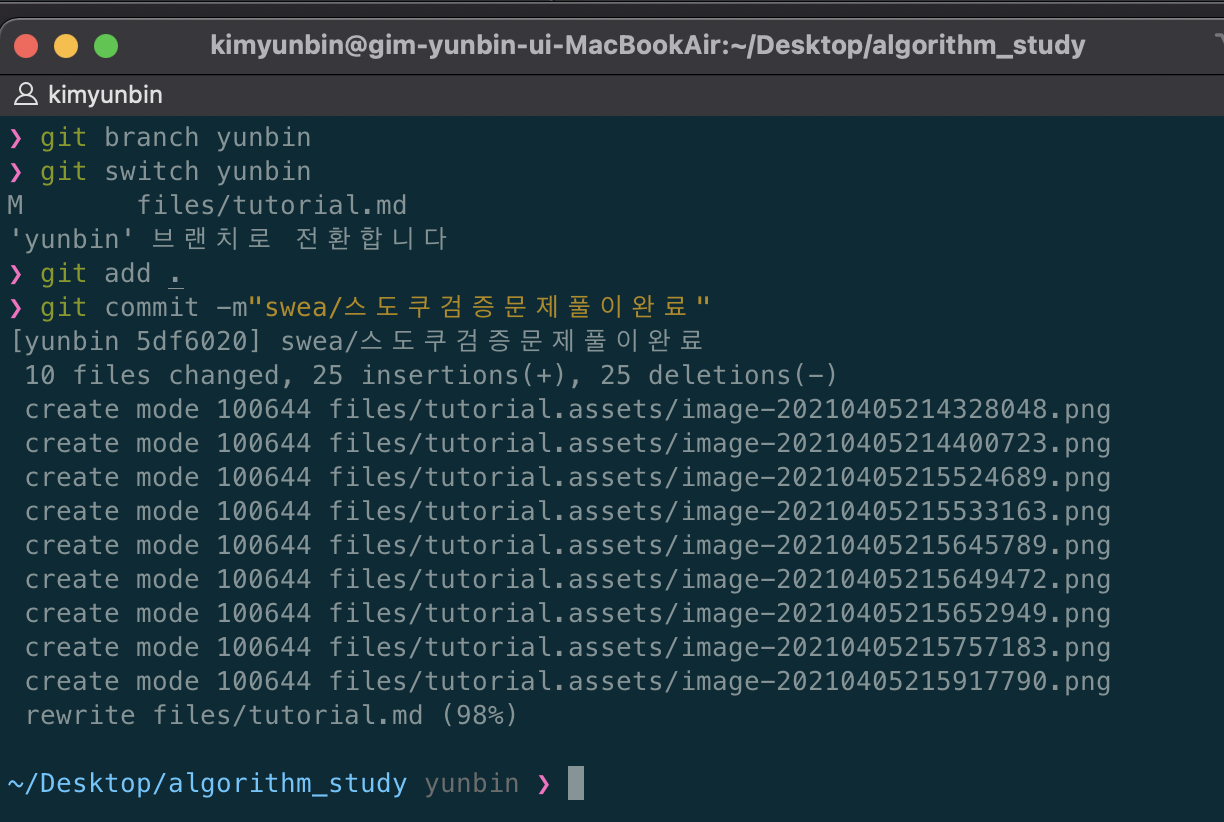 kimyunbin@gim-yunbin-ui-MacBookAir:~/Desktop/algorithm_study
kimyunbin
❯ git branch yunbin
❯ git switch yunbin
M       files/tutorial.md
'yunbin' 브랜치로 전환합니다
❯ git add .
❯ git commit -m"swea/스도쿠검증문제풀이완료"
[yunbin 5df6020] swea/스도쿠검증문제풀이완료
 10 files changed, 25 insertions(+), 25 deletions(-)
 create mode 100644 files/tutorial.assets/image-20210405214328048.png
 create mode 100644 files/tutorial.assets/image-20210405214400723.png
 create mode 100644 files/tutorial.assets/image-20210405215524689.png
 create mode 100644 files/tutorial.assets/image-20210405215533163.png
 create mode 100644 files/tutorial.assets/image-20210405215645789.png
 create mode 100644 files/tutorial.assets/image-20210405215649472.png
 create mode 100644 files/tutorial.assets/image-20210405215652949.png
 create mode 100644 files/tutorial.assets/image-20210405215757183.png
 create mode 100644 files/tutorial.assets/image-20210405215917790.png
 rewrite files/tutorial.md (98%)
~/Desktop/algorithm_study yunbin ❯